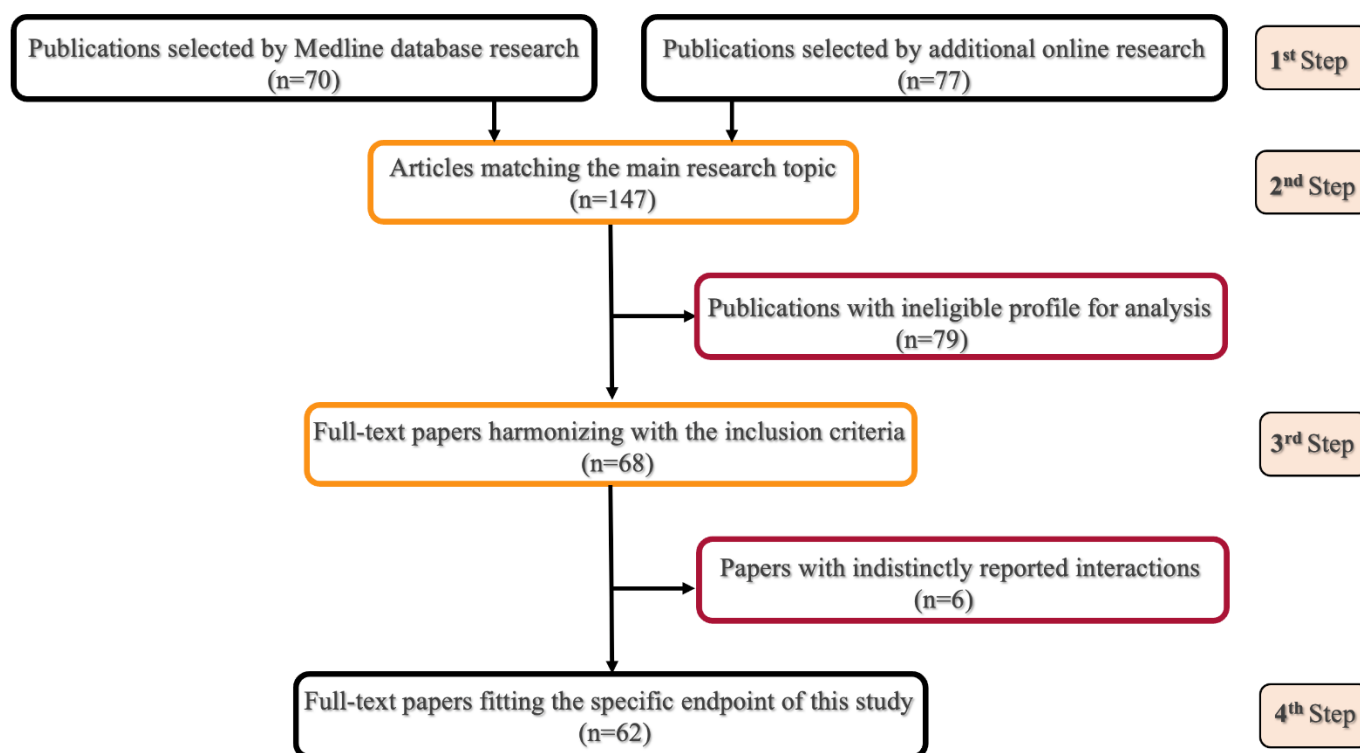 Publications selected by Medline database research
(n=70)
Publications selected by additional online research
(n=77)
1st Step
Articles matching the main research topic
(n=147)
2nd Step
Publications with ineligible profile for analysis
(n=79)
Full-text papers harmonizing with the inclusion criteria
(n=68)
3rd Step
Papers with indistinctly reported interactions
(n=6)
Full-text papers fitting the specific endpoint of this study
(n=62)
4th Step